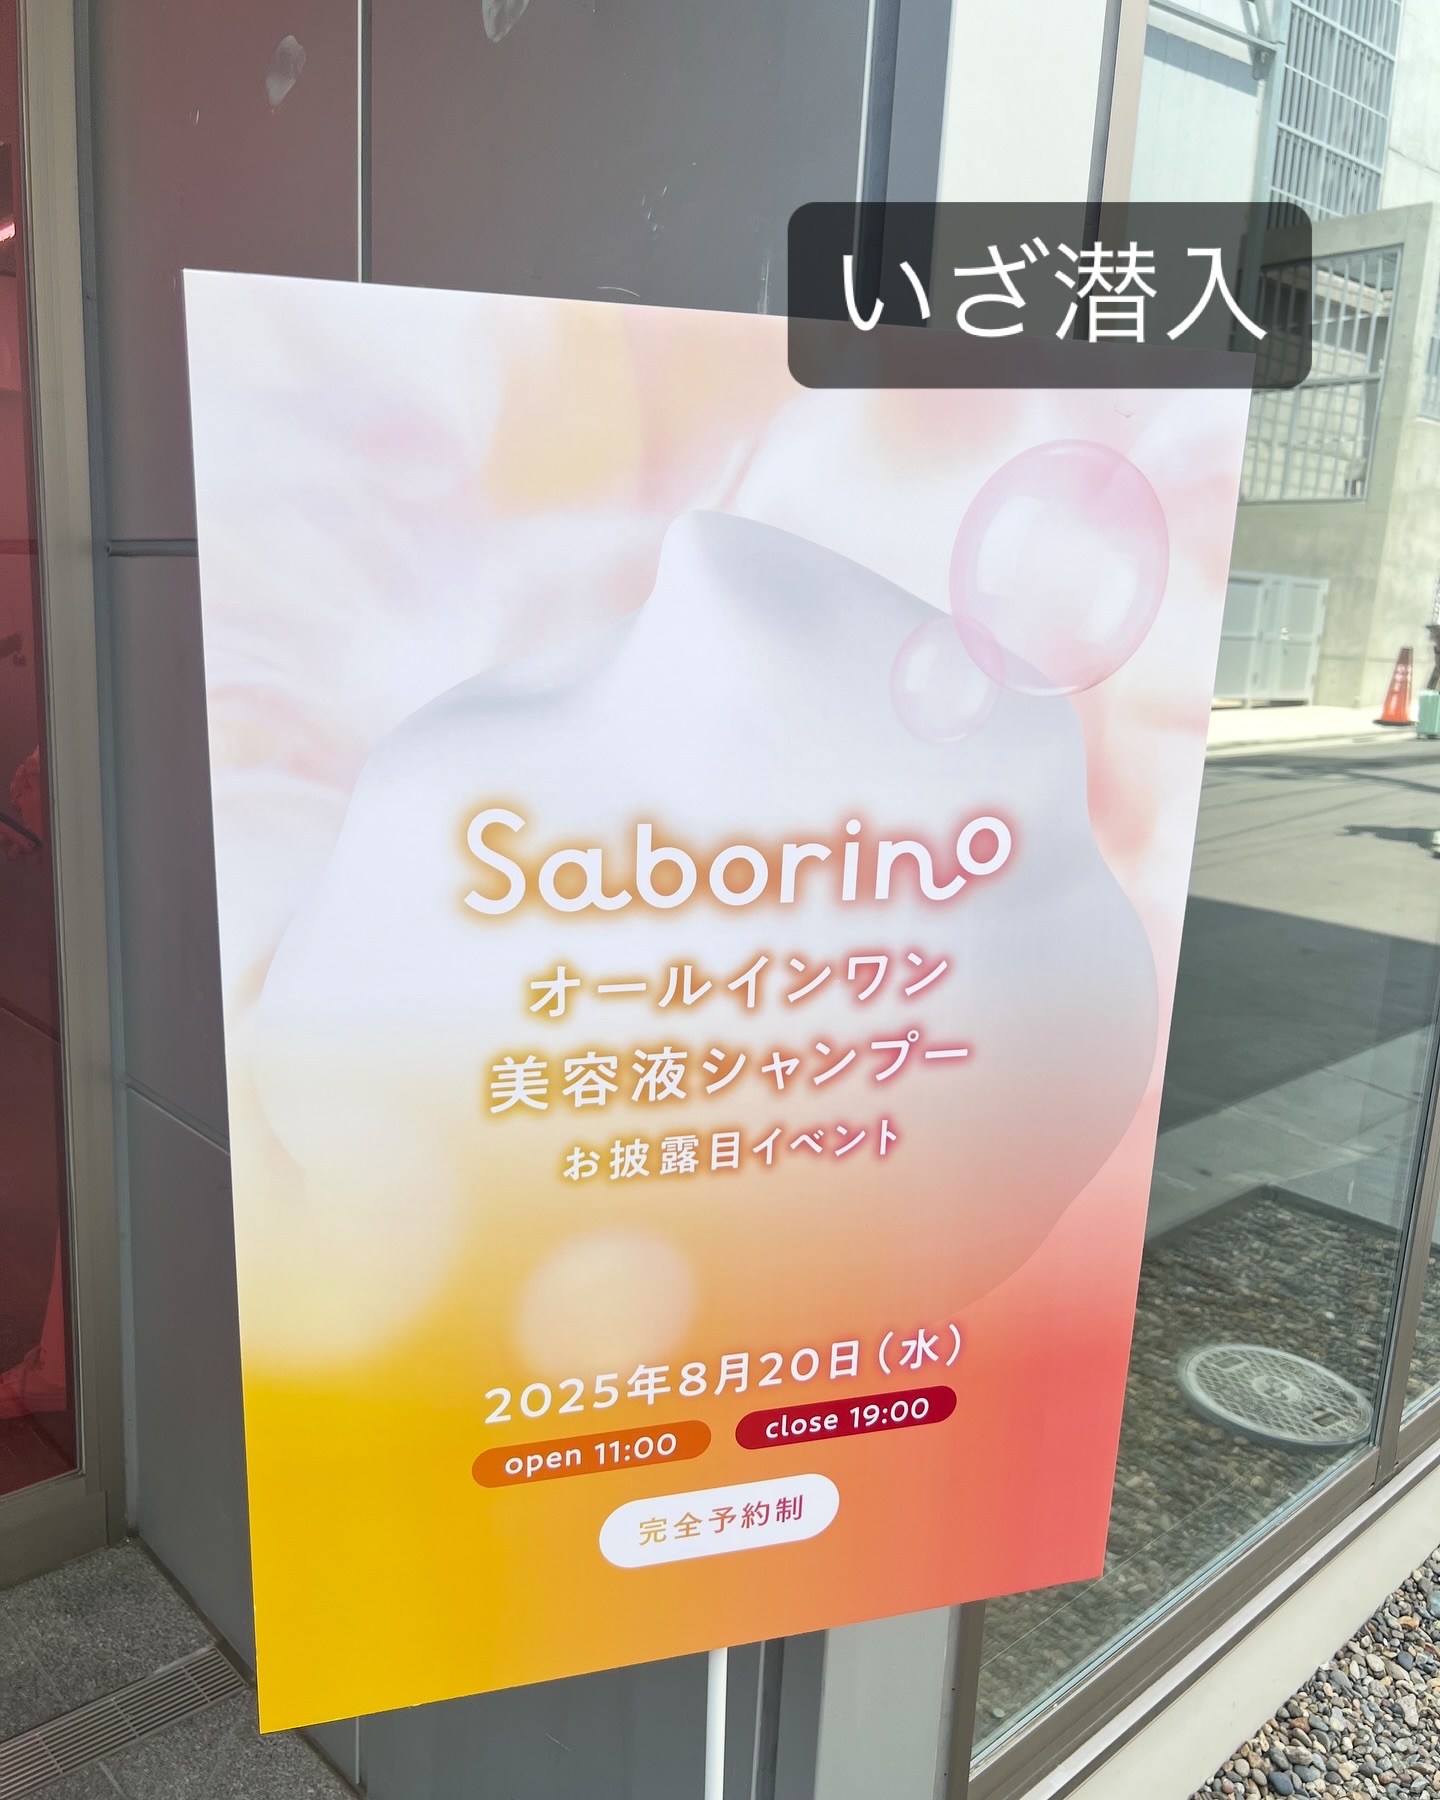 いざ潜入
Saborino
オールインワン
美容液シャンプー
お披露目イベント
2025年8月20日（水）
open 11:00 close 19:00
完全予約制